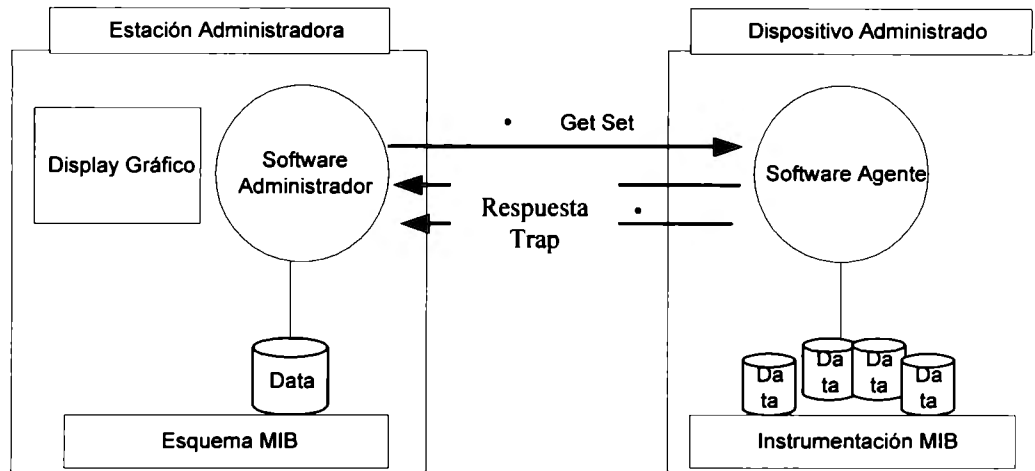 Estación Administradora
Dispositivo Administrado
Display Gráfico
Software
Administrador
Get Set
Respuesta
Trap
Software Agente
Data
Da
ta
Da
ta
Da
ta
Da
ta
Esquema MIB
Instrumentación MIB